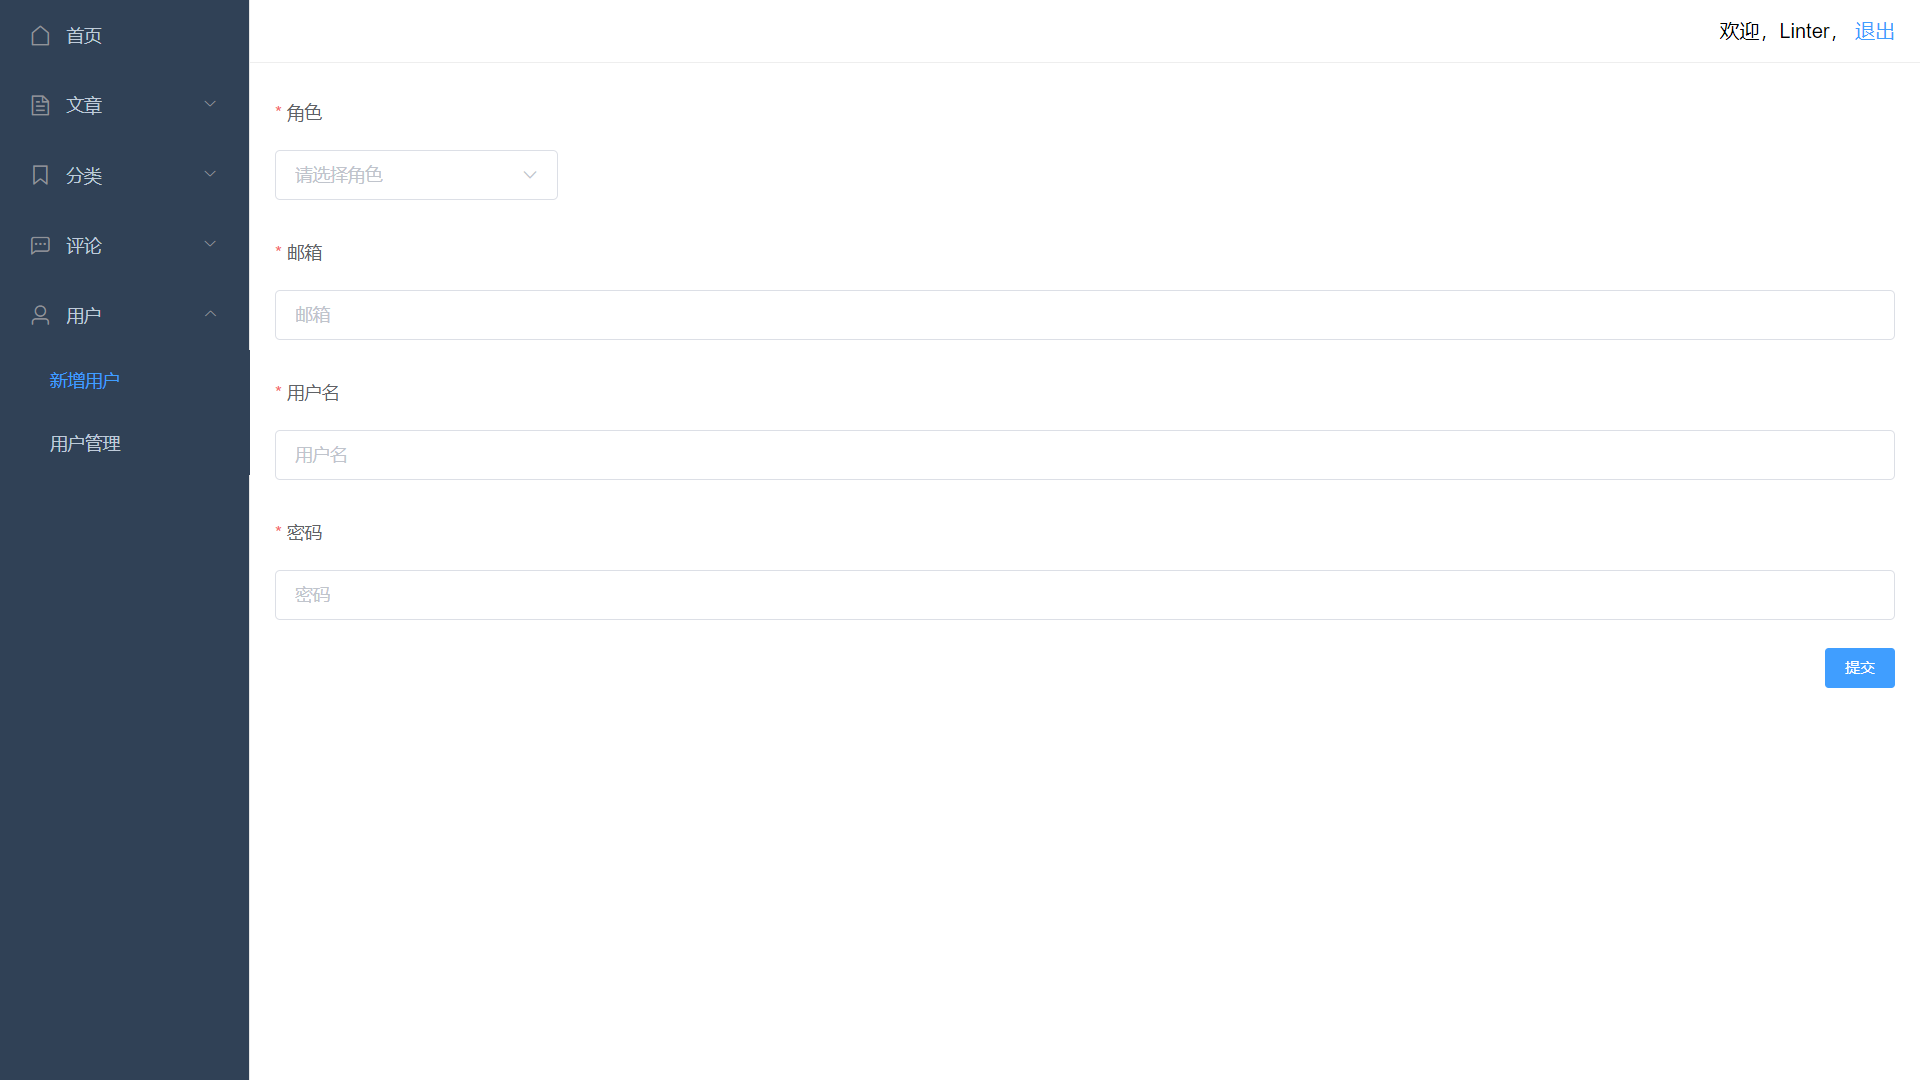 首页
文章
分类
评论
用户
新增用户
用户管理
欢迎，Linter， 退出
* 角色
请选择角色
* 邮箱
邮箱
* 用户名
用户名
* 密码
密码
提交